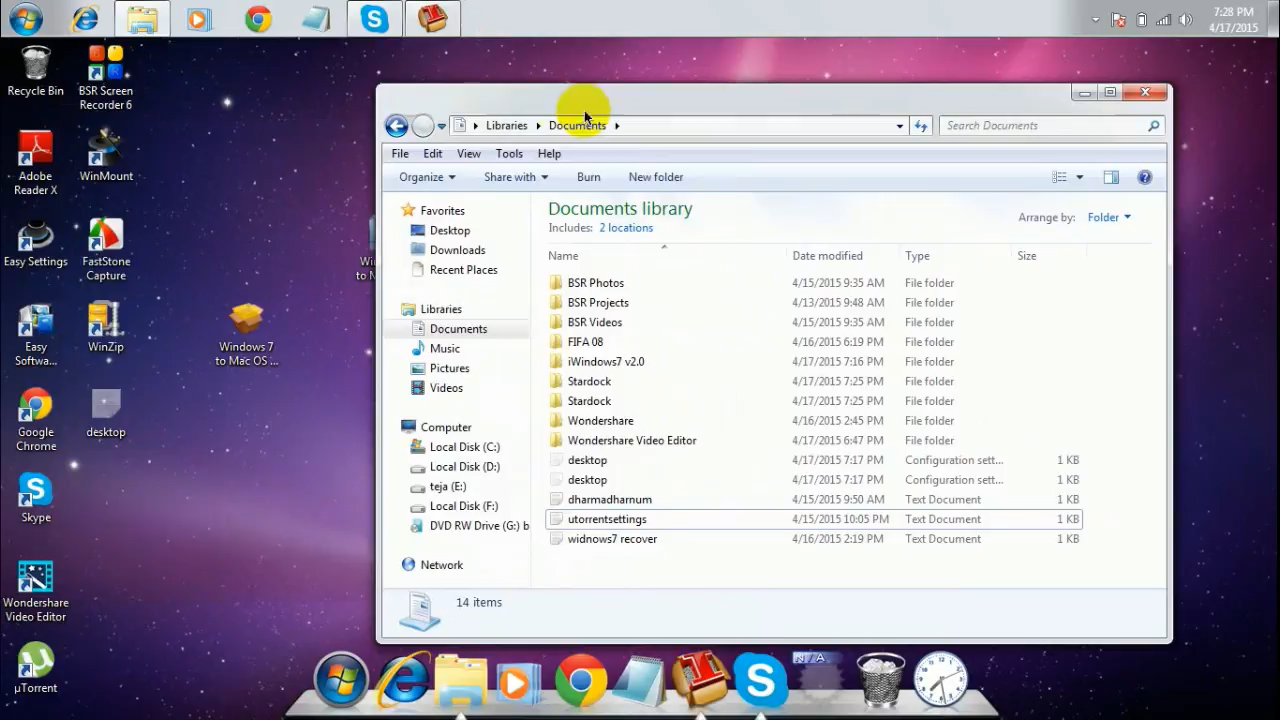 7:28 PM
4/17/2015
Recycle Bin
BSR Screen
Recorder 6
Adobe
Reader X
WinMount
Easy Settings
FastStone
Capture
Easy
Softwa...
WinZip
Windows 7
to Mac OS ...
Google
Chrome
desktop
Skype
Wondershare
Video Editor
µTorrent
Win
to M
Libraries
Documents
Search Documents
File Edit View Tools Help
Organize Share with Burn New folder
Favorites
Desktop
Downloads
Recent Places
Libraries
Documents
Music
Pictures
Videos
Computer
Local Disk (C:)
Local Disk (D:)
teja (E:)
Local Disk (F:)
DVD RW Drive (G:) b
Network
Documents library
Includes: 2 locations
Arrange by: Folder
Name Date modified Type Size
BSR Photos 4/15/2015 9:35 AM File folder
BSR Projects 4/13/2015 9:48 AM File folder
BSR Videos 4/15/2015 9:35 AM File folder
FIFA 08 4/16/2015 6:19 PM File folder
iWindows7 v2.0 4/17/2015 7:16 PM File folder
Stardock 4/17/2015 7:25 PM File folder
Stardock 4/17/2015 7:25 PM File folder
Wondershare 4/16/2015 2:45 PM File folder
Wondershare Video Editor 4/17/2015 6:47 PM File folder
desktop 4/17/2015 7:17 PM Configuration sett... 1 KB
desktop 4/17/2015 7:17 PM Configuration sett... 1 KB
dharmadharnum 4/15/2015 9:50 AM Text Document 1 KB
utorrentsettings 4/15/2015 10:05 PM Text Document 1 KB
widnows7 recover 4/16/2015 2:19 PM Text Document 1 KB
14 items
N/A